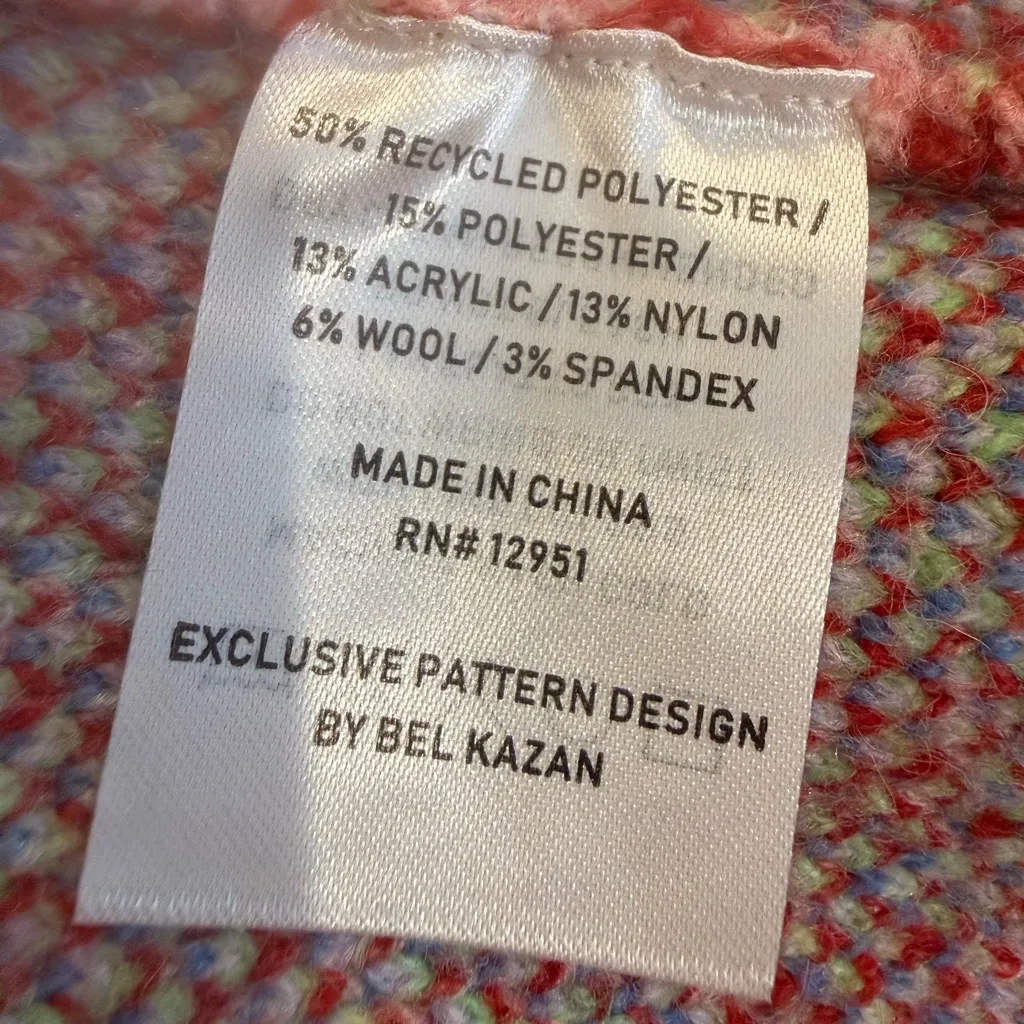 50% RECYCLED POLYESTER /
15% POLYESTER /
13% ACRYLIC / 13% NYLON
6% WOOL / 3% SPANDEX
MADE IN CHINA
RN# 12951
EXCLUSIVE PATTERN DESIGN
BY BEL KAZAN